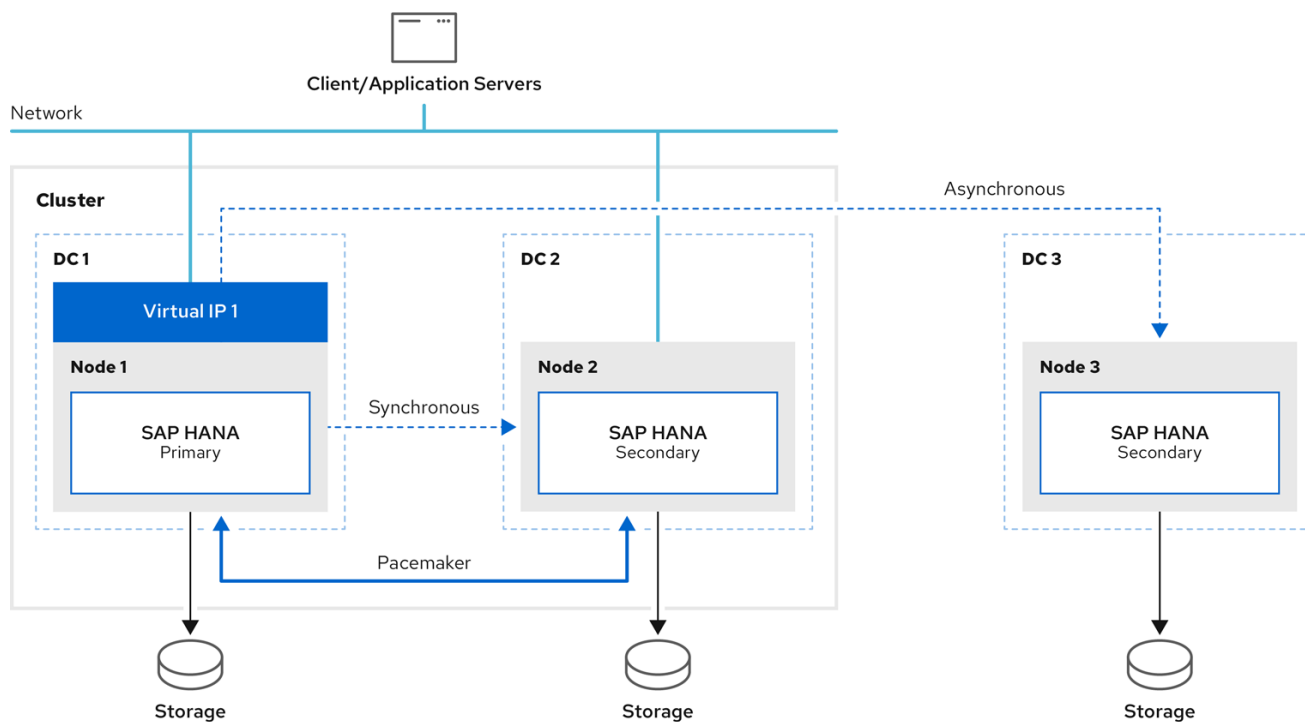 Client/Application Servers
Network
Cluster
Asynchronous
DC 1
DC 2
DC 3
Virtual IP 1
Node 1
Node 2
Node 3
Synchronous
SAP HANA
Primary
SAP HANA
Secondary
SAP HANA
Secondary
Pacemaker
Storage
Storage
Storage